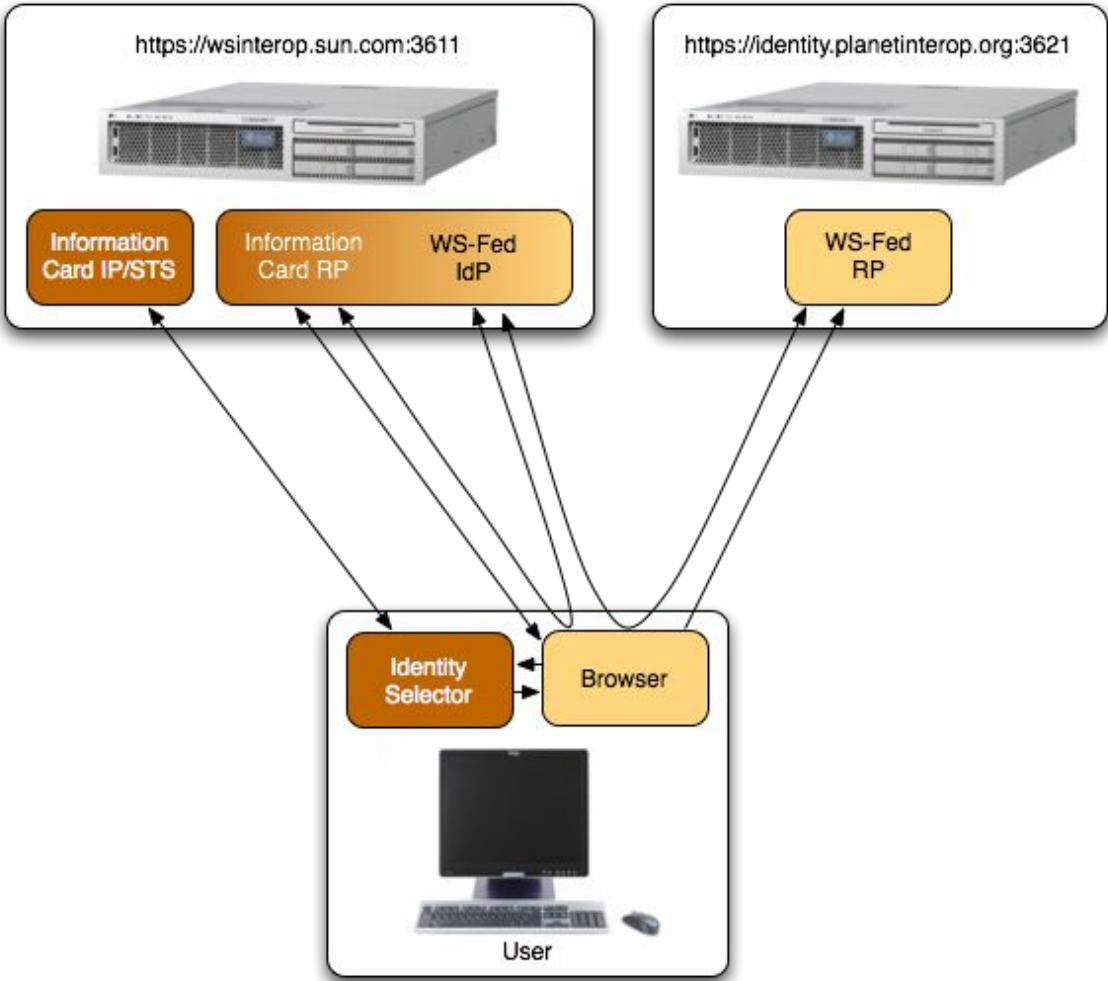 https://wsinterop.sun.com:3611
https://identity.planetinterop.org:3621
Information
Card IP/STS
Information
Card RP
WS-Fed
IdP
WS-Fed
RP
Identity
Selector
Browser
User